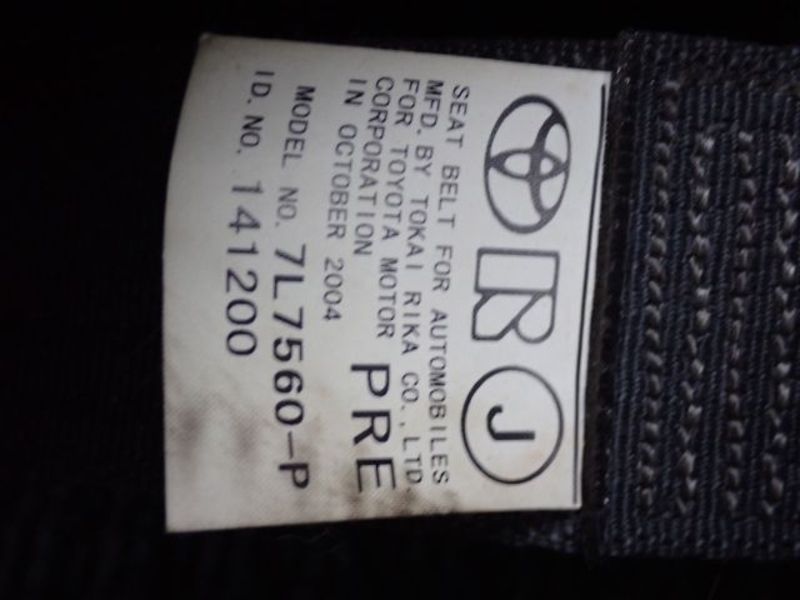 J
SEAT BELT FOR AUTOMOBILES
MFD. BY TOKAI RIKA CO., LTD.
FOR TOYOTA MOTOR
CORPORATION
IN OCTOBER 2004
PRE
MODEL NO. 7L7560-P
ID. NO. 141200